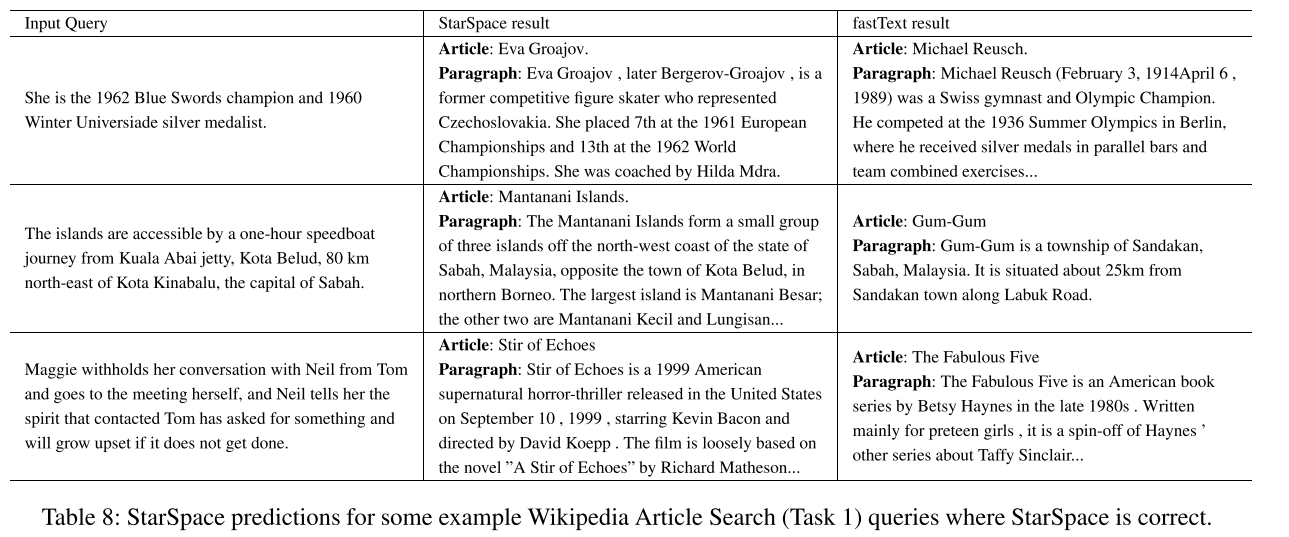 Input Query
StarSpace result
fastText result
She is the 1962 Blue Swords champion and 1960
Winter Universiade silver medalist.
Article: Eva Groajov.
Paragraph: Eva Groajov , later Bergerov-Groajov , is a
former competitive figure skater who represented
Czechoslovakia. She placed 7th at the 1961 European
Championships and 13th at the 1962 World
Championships. She was coached by Hilda Mdra.
Article: Michael Reusch.
Paragraph: Michael Reusch (February 3, 1914April 6 ,
1989) was a Swiss gymnast and Olympic Champion.
He competed at the 1936 Summer Olympics in Berlin,
where he received silver medals in parallel bars and
team combined exercises...
The islands are accessible by a one-hour speedboat
journey from Kuala Abai jetty, Kota Belud, 80 km
north-east of Kota Kinabalu, the capital of Sabah.
Article: Mantanani Islands.
Paragraph: The Mantanani Islands form a small group
of three islands off the north-west coast of the state of
Sabah, Malaysia, opposite the town of Kota Belud, in
northern Borneo. The largest island is Mantanani Besar;
the other two are Mantanani Kecil and Lungisan...
Article: Gum-Gum
Paragraph: Gum-Gum is a township of Sandakan,
Sabah, Malaysia. It is situated about 25km from
Sandakan town along Labuk Road.
Maggie withholds her conversation with Neil from Tom
and goes to the meeting herself, and Neil tells her the
spirit that contacted Tom has asked for something and
will grow upset if it does not get done.
Article: Stir of Echoes
Paragraph: Stir of Echoes is a 1999 American
supernatural horror-thriller released in the United States
on September 10 , 1999 , starring Kevin Bacon and
directed by David Koepp . The film is loosely based on
the novel ”A Stir of Echoes” by Richard Matheson...
Article: The Fabulous Five
Paragraph: The Fabulous Five is an American book
series by Betsy Haynes in the late 1980s . Written
mainly for preteen girls , it is a spin-off of Haynes ’
other series about Taffy Sinclair...
Table 8: StarSpace predictions for some example Wikipedia Article Search (Task 1) queries where StarSpace is correct.